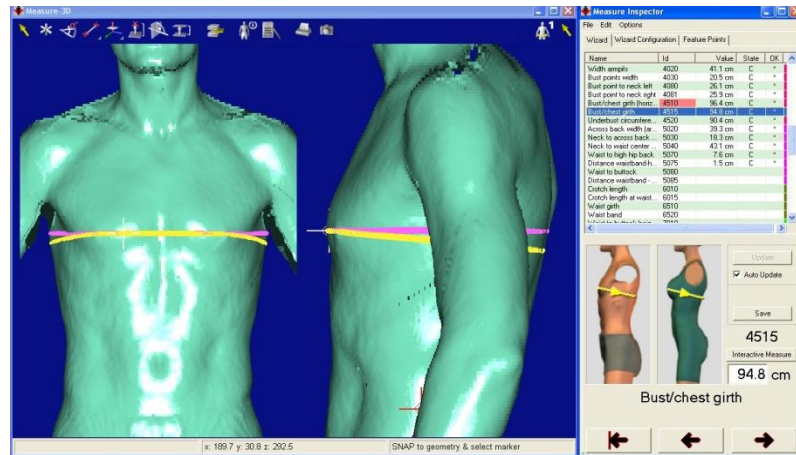 Measure-3D
x: 189.7 y: 30.8 z: 292.5
SNAP to geometry & select marker
Measure Inspector
File Edit Options
Wizard Wizard Configuration Feature Points
Name Id Value State OK
Width armpits 4020 41.1 cm C *
Bust points width 4030 20.9 cm C *
Bust point to neck left 4080 26.1 cm C *
Bust point to neck right 4081 25.9 cm C *
Bust/chest girth (horiz... 4510 96.4 cm C *
Bust/chest girth 4515 94.8 cm C *
Underbust circumfere... 4520 90.4 cm C *
Across back width (ar... 5020 39.3 cm C *
Neck to across back ... 5030 18.3 cm C *
Neck to waist center ... 5040 43.1 cm C *
Waist to high hip back 5070 7.6 cm C *
Distance waistband-h... 5075 1.5 cm C *
Waist to buttock 5080
Distance waistband - ... 5085
Crotch length 6010
Crotch length at waist... 6015
Waist girth 6510
Waist band 6520
Update
Auto Update
Save
4515
Interactive Measure
94.8 cm
Bust/chest girth